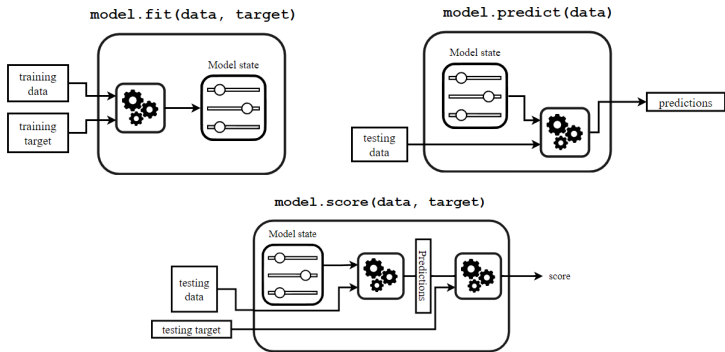 model.fit(data, target)
Model state
training
data
training
target
model.predict(data)
Model state
testing
data
predictions
model.score(data, target)
Model state
testing
data
testing target
Predictions
score